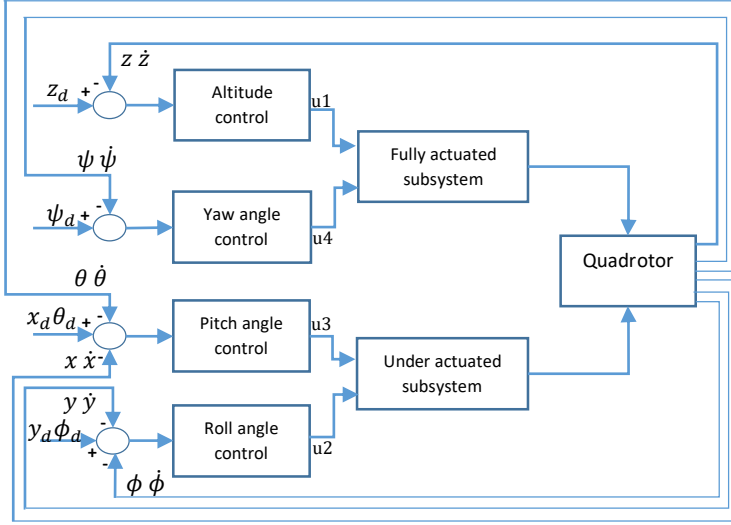 z ż
z_d
+
-
Altitude
control
u1
Fully actuated
subsystem
ψ ψ̇
ψ_d
+
-
Yaw angle
control
u4
Quadrotor
θ θ̇
x_d θ_d
+
-
-
Pitch angle
control
u3
x ẋ
Under actuated
subsystem
y ẏ
y_d ϕ_d
-
+
-
Roll angle
control
u2
ϕ ϕ̇